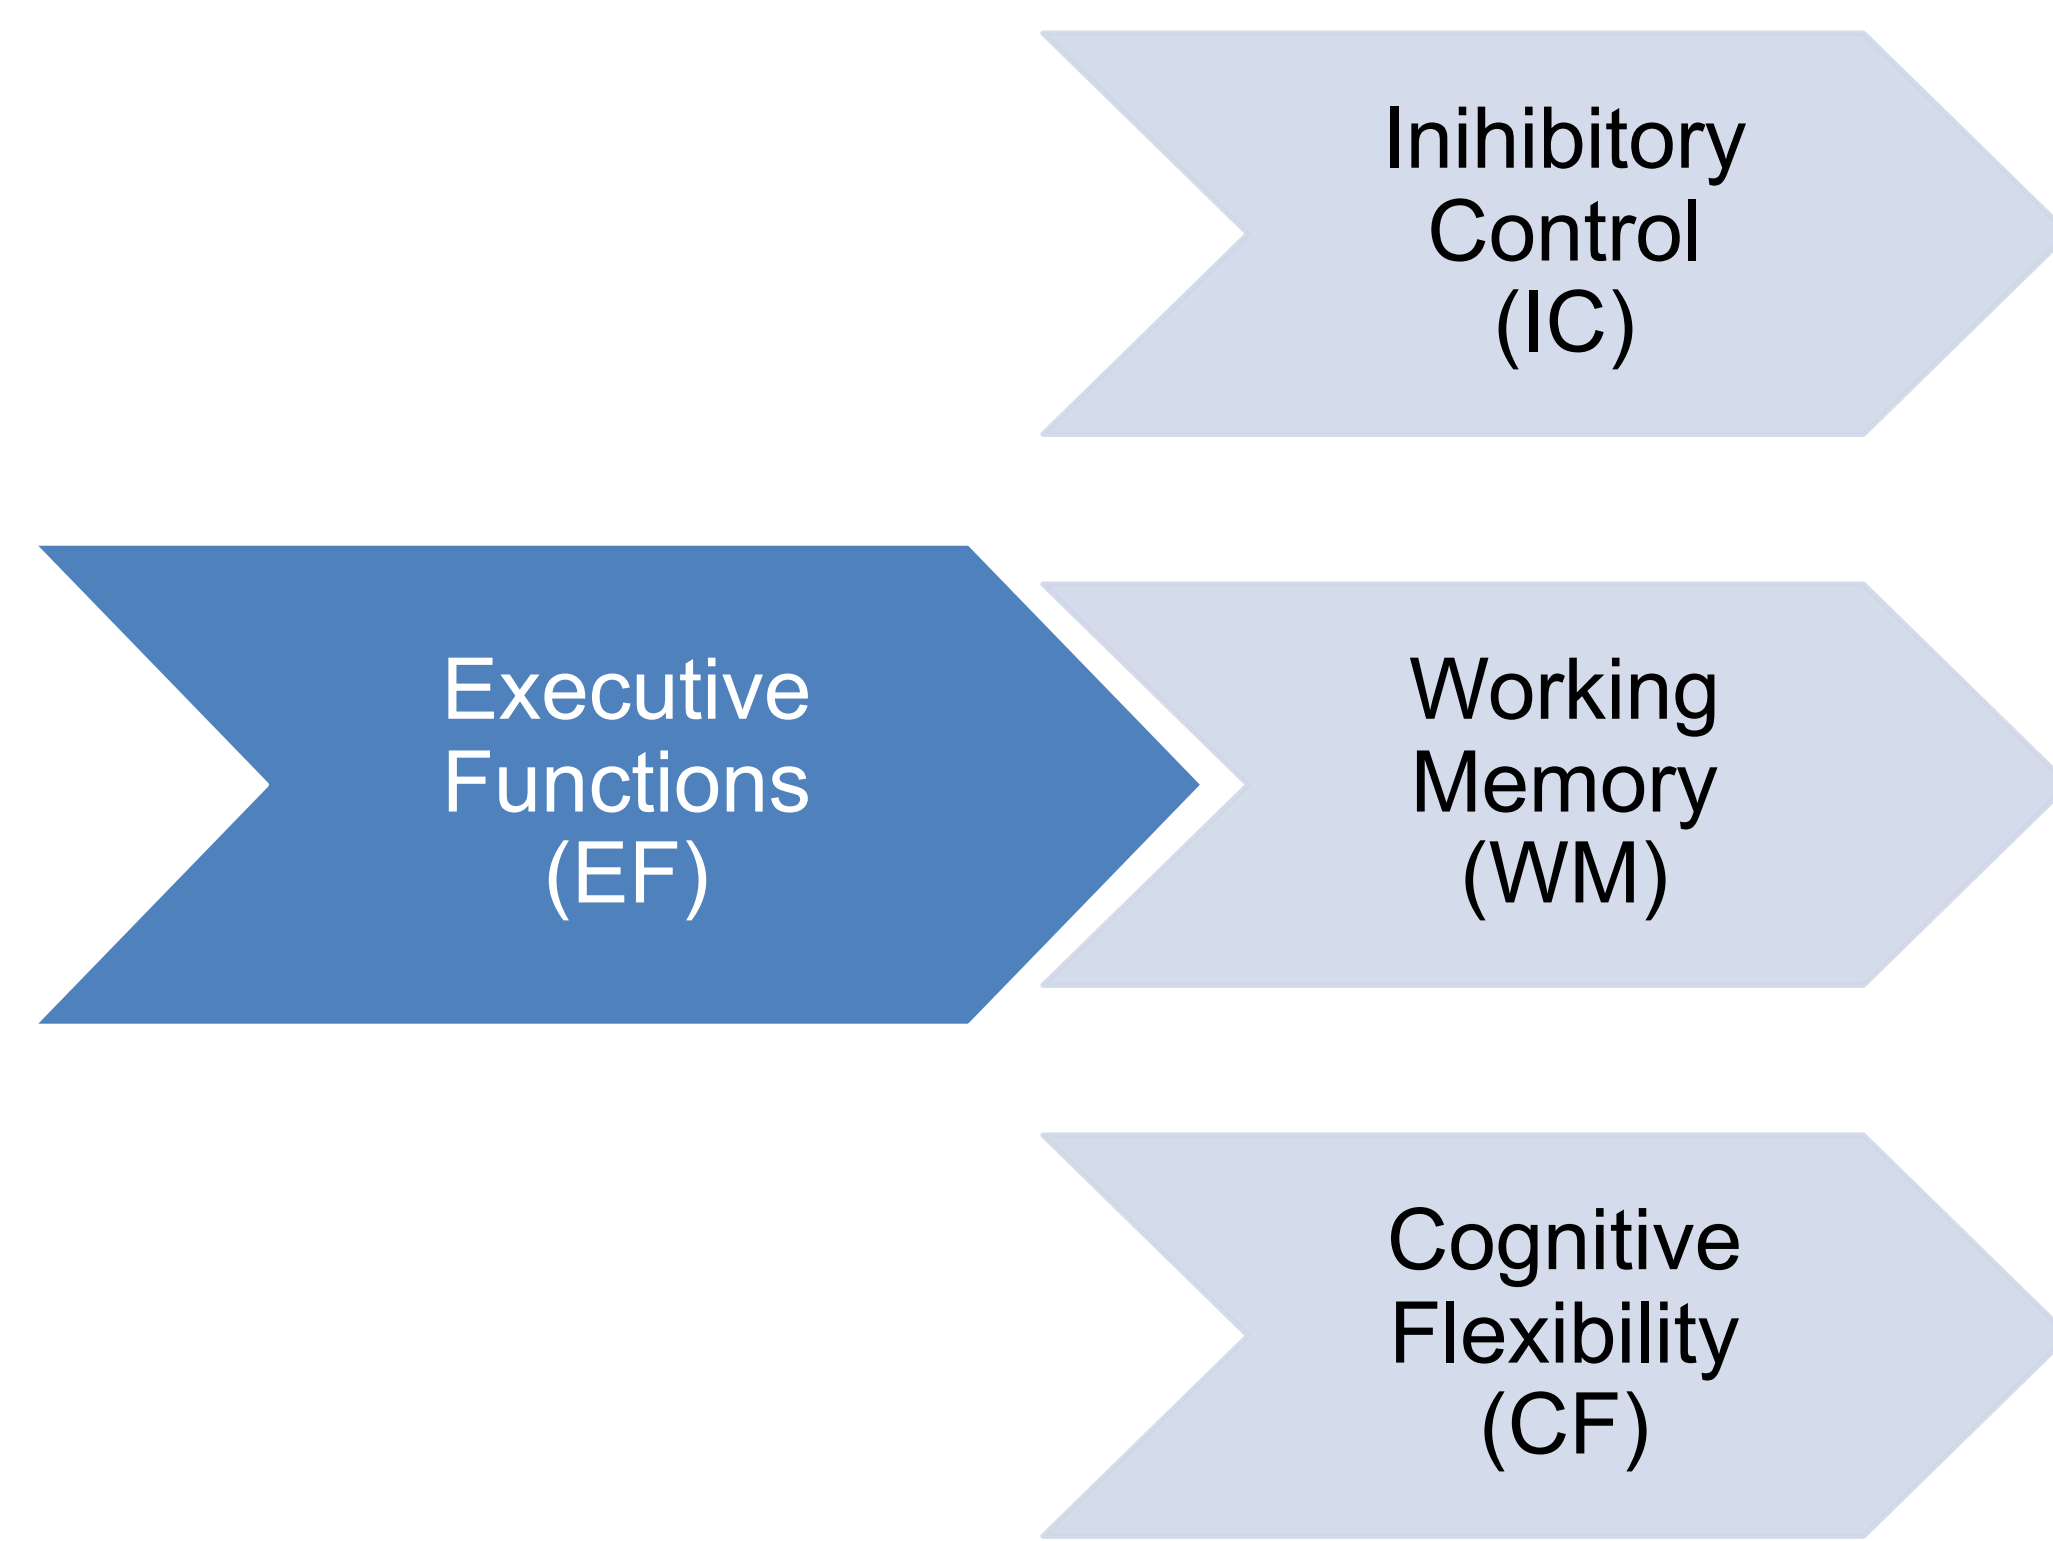 Inihibitory
Control
(IC)
Executive
Functions
(EF)
Working
Memory
(WM)
Cognitive
Flexibility
(CF)